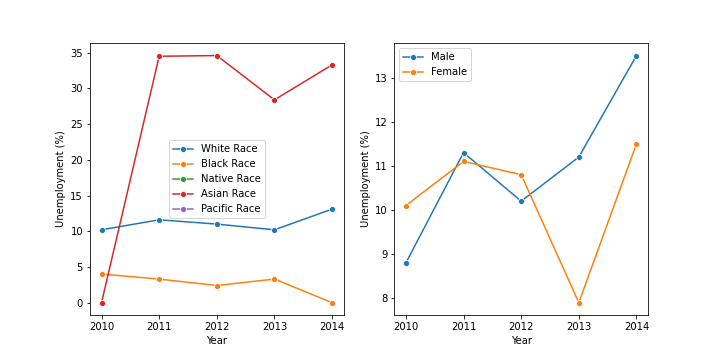 35
30
25
20
15
10
5
0
Unemployment (%)
White Race
Black Race
Native Race
Asian Race
Pacific Race
2010 2011 2012 2013 2014
Year
13
12
11
10
9
8
Unemployment (%)
Male
Female
2010 2011 2012 2013 2014
Year